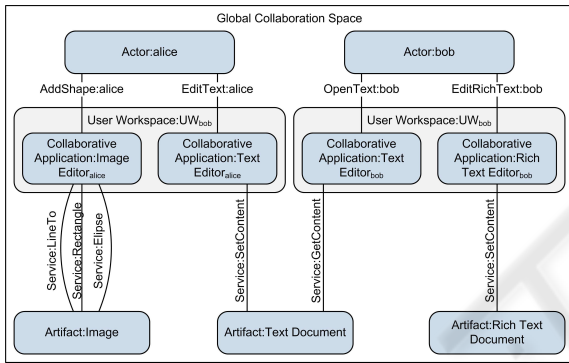 Global Collaboration Space
Actor:alice
Actor:bob
AddShape:alice
EditText:alice
OpenText:bob
EditRichText:bob
User Workspace:UWbob
User Workspace:UWbob
Collaborative
Application:Image
Editoralice
Collaborative
Application:Text
Editoralice
Collaborative
Application:Text
Editorbob
Collaborative
Application:Rich
Text Editorbob
Service:LineTo
Service:Rectangle
Service:Elipse
Service:SetContent
Service:GetContent
Service:SetContent
Artifact:Image
Artifact:Text Document
Artifact:Rich Text
Document